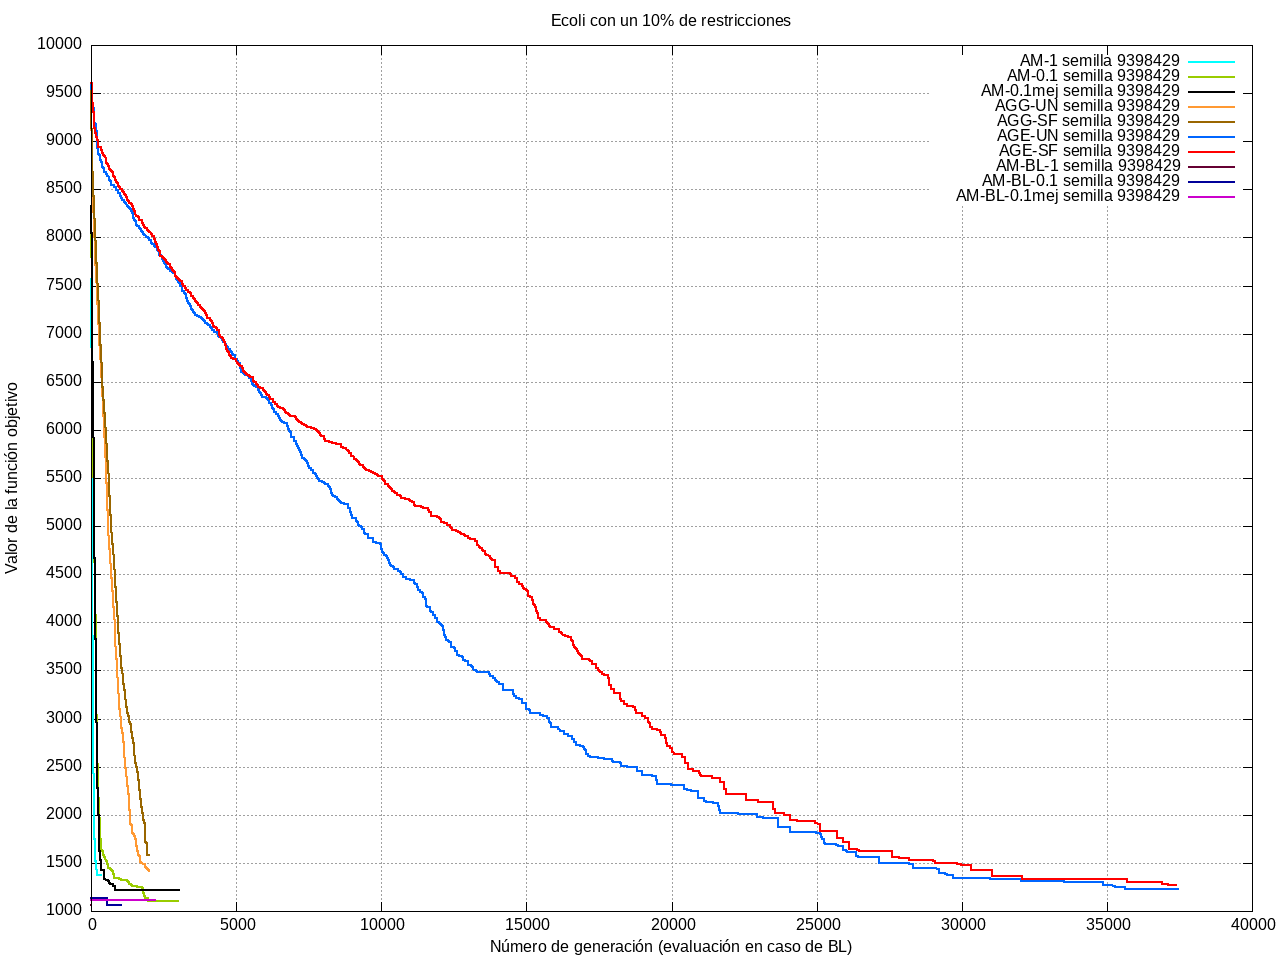 Ecoli con un 10% de restricciones
10000
9500
9000
8500
8000
7500
7000
6500
6000
5500
5000
4500
4000
3500
3000
2500
2000
1500
1000
Valor de la función objetivo
AM-1 semilla 9398429
AM-0.1 semilla 9398429
AM-0.1mej semilla 9398429
AGG-UN semilla 9398429
AGG-SF semilla 9398429
AGE-UN semilla 9398429
AGE-SF semilla 9398429
AM-BL-1 semilla 9398429
AM-BL-0.1 semilla 9398429
AM-BL-0.1mej semilla 9398429
0 5000 10000 15000 20000 25000 30000 35000 40000
Número de generación (evaluación en caso de BL)